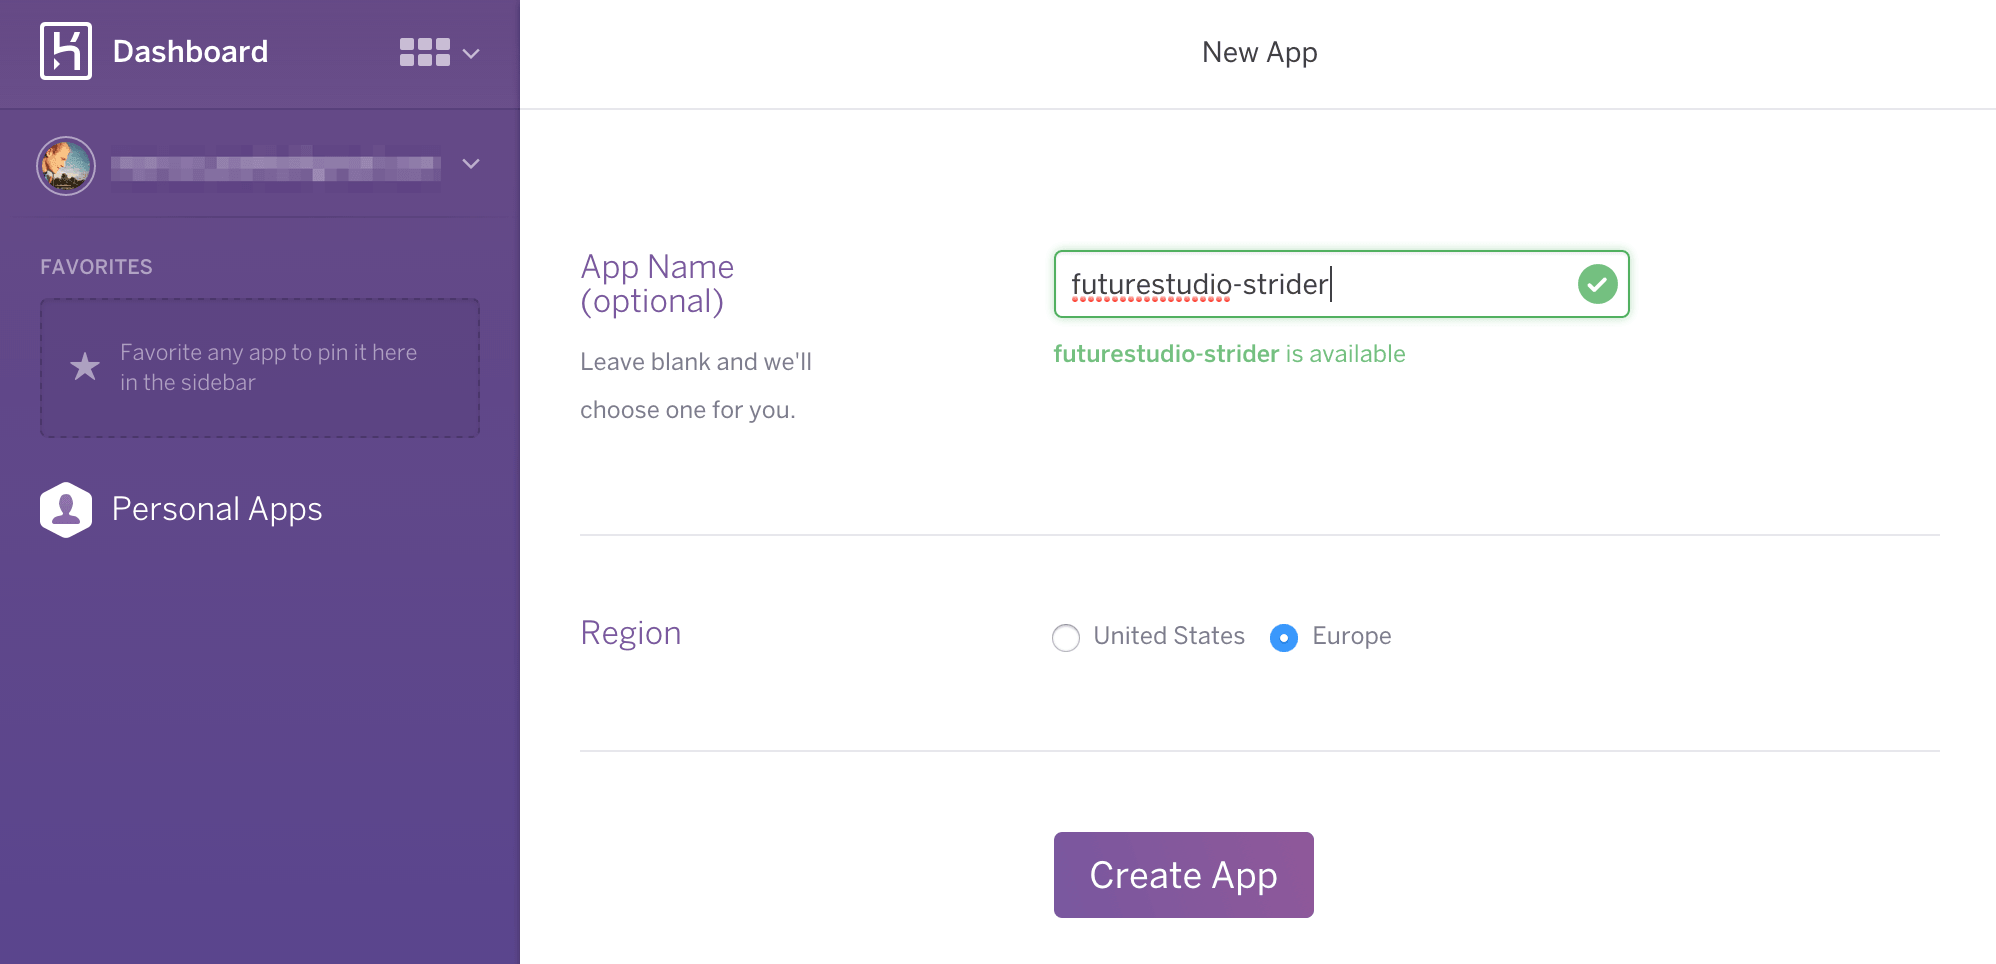 Dashboard
New App
FAVORITES
Favorite any app to pin it here
in the sidebar
Personal Apps
App Name
(optional)
Leave blank and we'll
choose one for you.
futurestudio-strider
futurestudio-strider is available
Region
United States
Europe
Create App